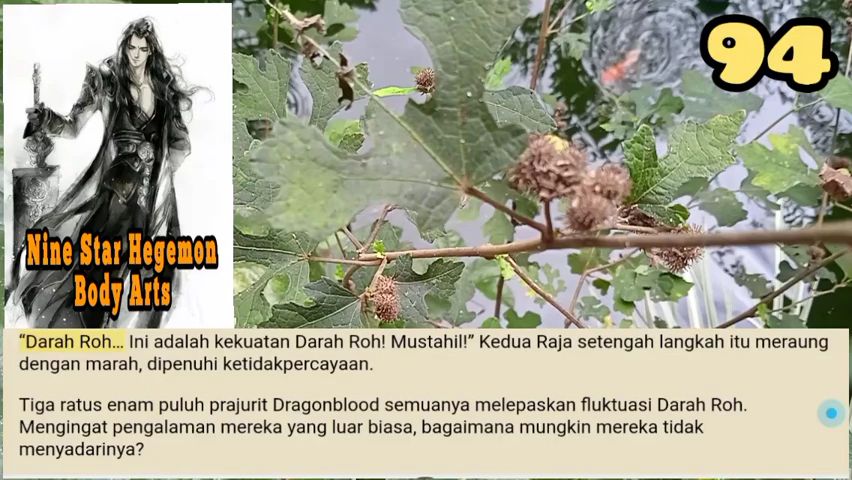 94
Nine Star Hegemon
Body Arts
“Darah Roh... Ini adalah kekuatan Darah Roh! Mustahil!” Kedua Raja setengah langkah itu meraung
dengan marah, dipenuhi ketidakpercayaan.
Tiga ratus enam puluh prajurit Dragonblood semuanya melepaskan fluktuasi Darah Roh.
Mengingat pengalaman mereka yang luar biasa, bagaimana mungkin mereka tidak
menyadarinya?